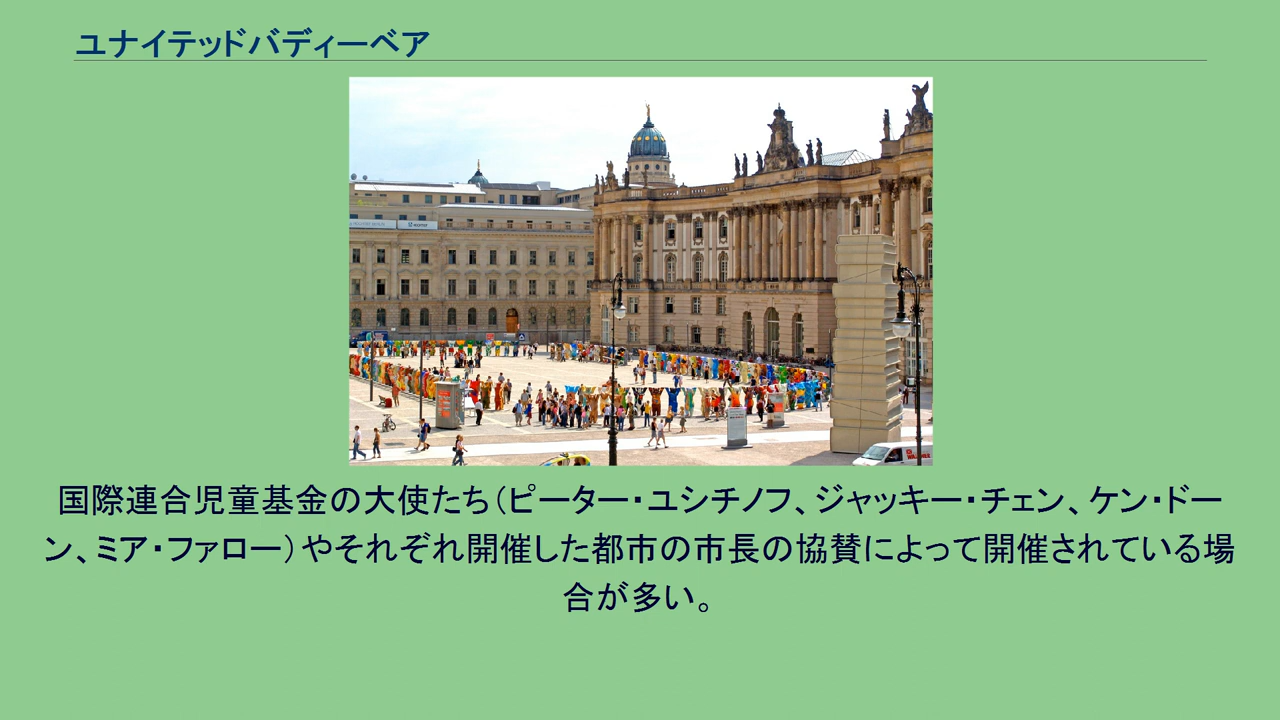 ユナイテッドバディーベア
国際連合児童基金の大使たち（ピーター・ユシチノフ、ジャッキー・チェン、ケン・ドー
ン、ミア・ファロー）やそれぞれ開催した都市の市長の協賛によって開催されている場
合が多い。